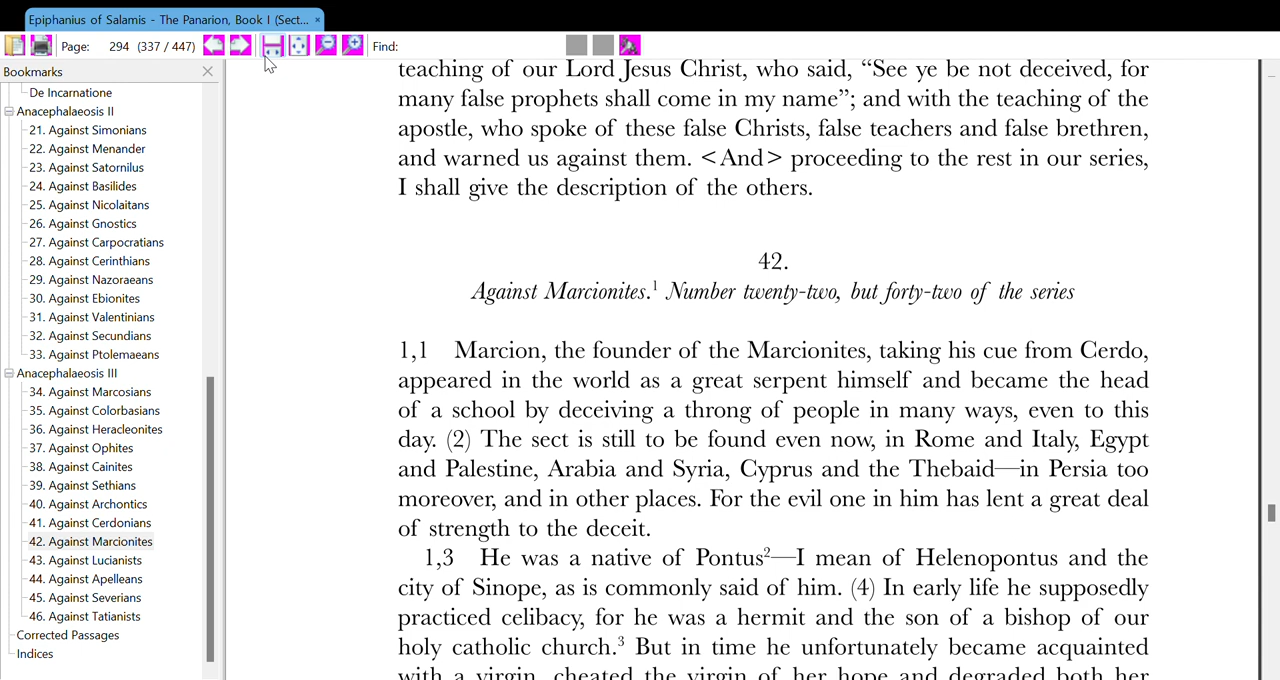 Epiphanius of Salamis - The Panarion, Book I (Sect... ×
Page: 294 (337 / 447) Find:
Bookmarks
De Incarnatione
Anacephalaeosis II
21. Against Simonians
22. Against Menander
23. Against Satornilus
24. Against Basilides
25. Against Nicolaitans
26. Against Gnostics
27. Against Carpocratians
28. Against Cerinthians
29. Against Nazoraeans
30. Against Ebionites
31. Against Valentinians
32. Against Secundians
33. Against Ptolemaeans
Anacephalaeosis III
34. Against Marcosians
35. Against Colorbasians
36. Against Heracleonites
37. Against Ophites
38. Against Cainites
39. Against Sethians
40. Against Archontics
41. Against Cerdonians
42. Against Marcionites
43. Against Lucianists
44. Against Apelleans
45. Against Severians
46. Against Tatianists
Corrected Passages
Indices
teaching of our Lord Jesus Christ, who said, “See ye be not deceived, for
many false prophets shall come in my name”; and with the teaching of the
apostle, who spoke of these false Christs, false teachers and false brethren,
and warned us against them. <And> proceeding to the rest in our series,
I shall give the description of the others.
42.
Against Marcionites.¹ Number twenty-two, but forty-two of the series
1,1 Marcion, the founder of the Marcionites, taking his cue from Cerdo,
appeared in the world as a great serpent himself and became the head
of a school by deceiving a throng of people in many ways, even to this
day. (2) The sect is still to be found even now, in Rome and Italy, Egypt
and Palestine, Arabia and Syria, Cyprus and the Thebaid—in Persia too
moreover, and in other places. For the evil one in him has lent a great deal
of strength to the deceit.
1,3 He was a native of Pontus²—I mean of Helenopontus and the
city of Sinope, as is commonly said of him. (4) In early life he supposedly
practiced celibacy, for he was a hermit and the son of a bishop of our
holy catholic church.³ But in time he unfortunately became acquainted
with a virgin, cheated the virgin of her hope and degraded both her